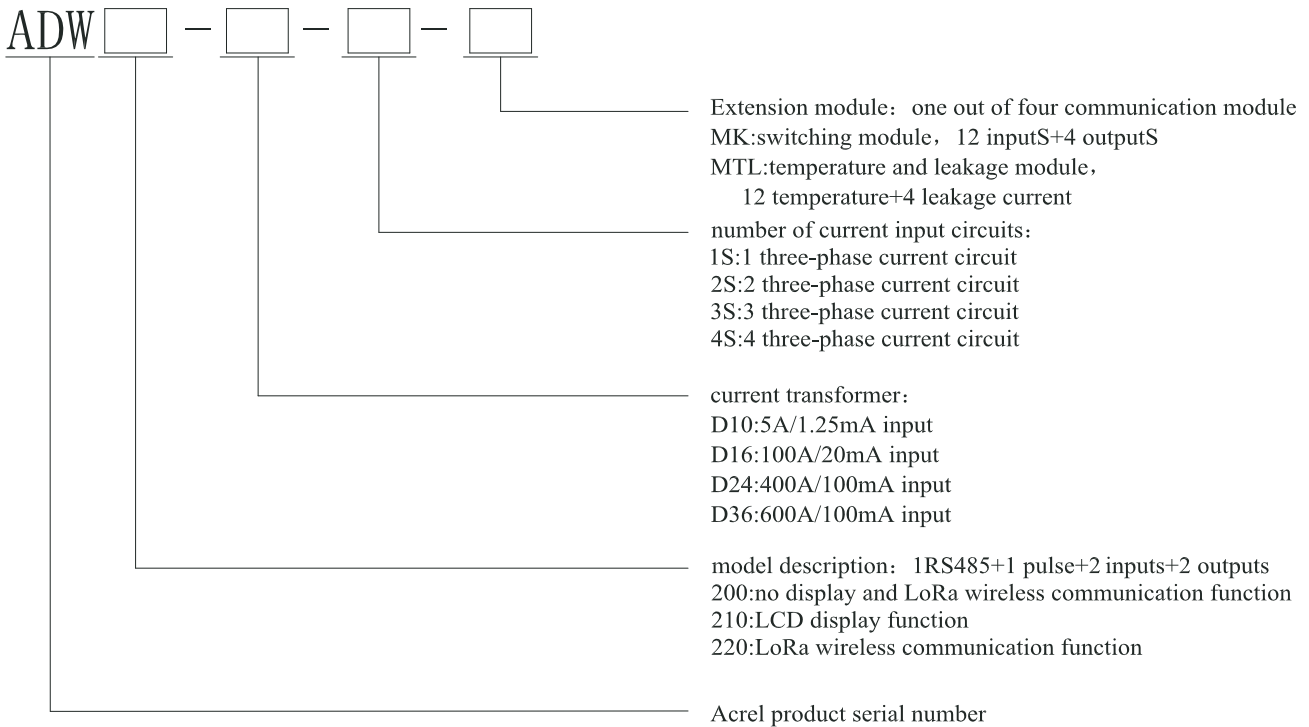 ADW □ - □ - □ - □
Extension module：one out of four communication module
MK:switching module，12 inputS+4 outputS
MTL:temperature and leakage module，
12 temperature+4 leakage current
number of current input circuits：
1S:1 three-phase current circuit
2S:2 three-phase current circuit
3S:3 three-phase current circuit
4S:4 three-phase current circuit
current transformer：
D10:5A/1.25mA input
D16:100A/20mA input
D24:400A/100mA input
D36:600A/100mA input
model description：1RS485+1 pulse+2 inputs+2 outputs
200:no display and LoRa wireless communication function
210:LCD display function
220:LoRa wireless communication function
Acrel product serial number